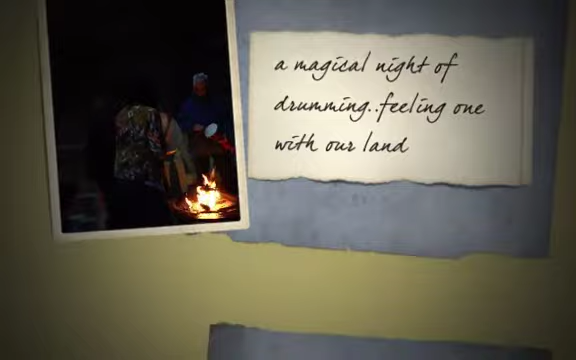 a magical night of
drumming..feeling one
with our land